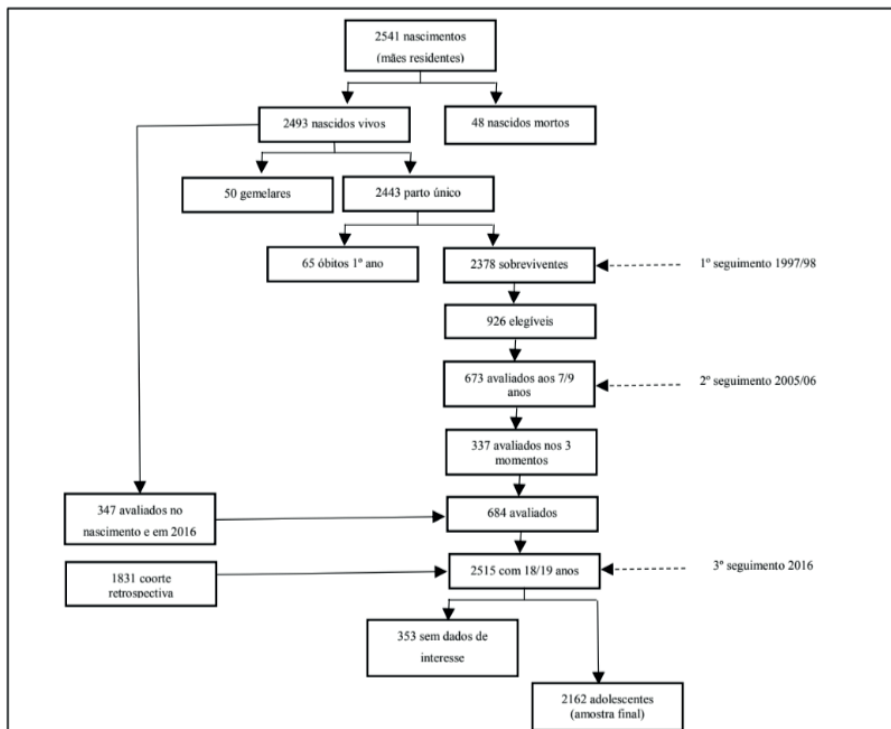 2541 nascimentos
(mães residentes)
2493 nascidos vivos
48 nascidos mortos
50 gemelares
2443 parto único
65 óbitos 1º ano
2378 sobreviventes
1º seguimento 1997/98
926 elegíveis
673 avaliados aos 7/9
anos
2º seguimento 2005/06
337 avaliados nos 3
momentos
347 avaliados no
nascimento e em 2016
684 avaliados
1831 coorte
retrospectiva
2515 com 18/19 anos
3º seguimento 2016
353 sem dados de
interesse
2162 adolescentes
(amostra final)